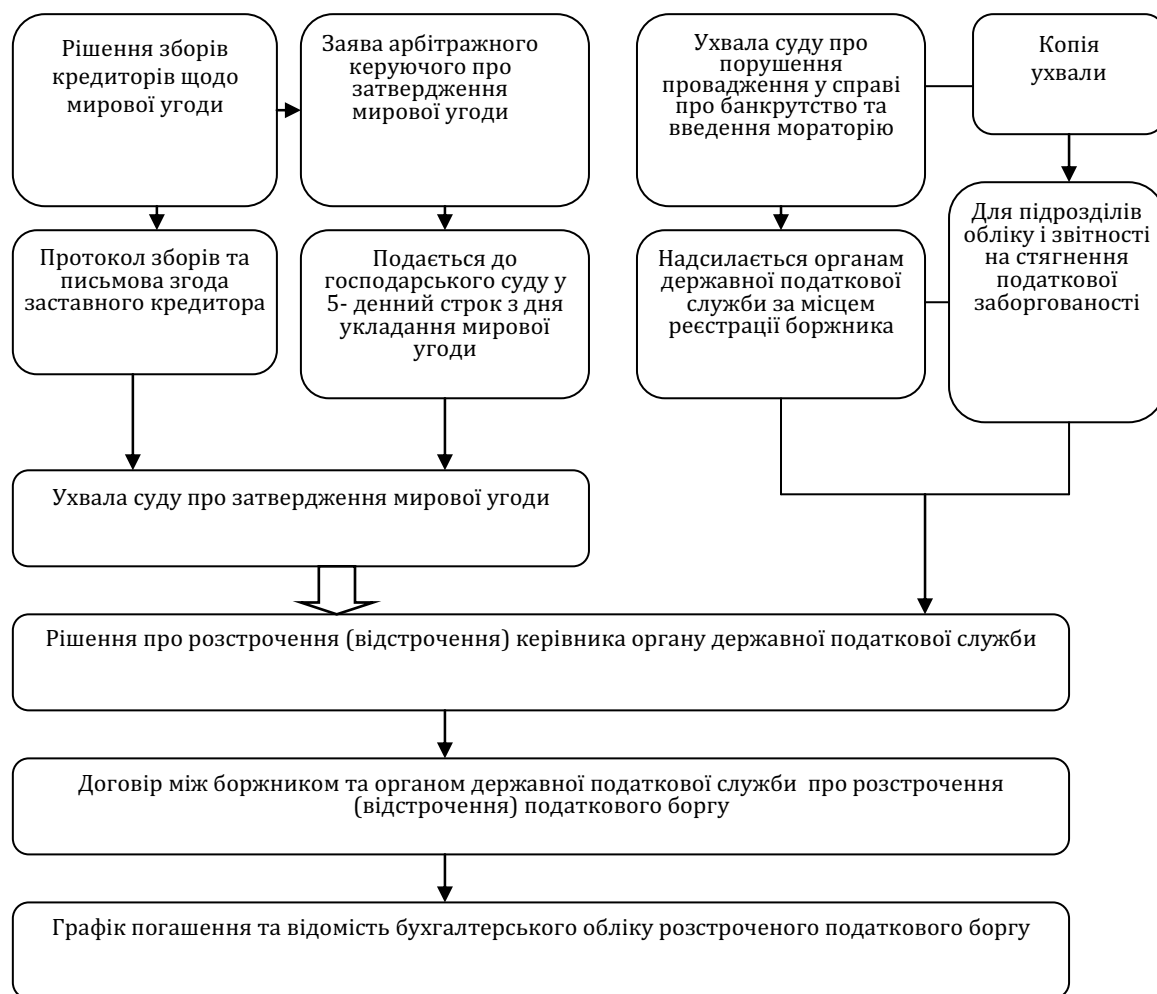 Рішення зборів
кредиторів щодо
мирової угоди
Заява арбітражного
керуючого про
затвердження
мирової угоди
Ухвала суду про
порушення
провадження у справі
про банкрутство та
введення мораторію
Копія
ухвали
Протокол зборів та
письмова згода
заставного кредитора
Подається до
господарського суду у
5- денний строк з дня
укладання мирової
угоди
Надсилається органам
державної податкової
служби за місцем
реєстрації боржника
Для підрозділів
обліку і звітності
на стягнення
податкової
заборгованості
Ухвала суду про затвердження мирової угоди
Рішення про розстрочення (відстрочення) керівника органу державної податкової служби
Договір між боржником та органом державної податкової служби про розстрочення
(відстрочення) податкового боргу
Графік погашення та відомість бухгалтерського обліку розстроченого податкового боргу